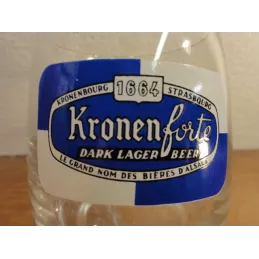 KRONENBOURG 1664 STRASBOURG
Kronenforte
DARK LAGER BEER
LE GRAND NOM DES BIÈRES D'ALSACE